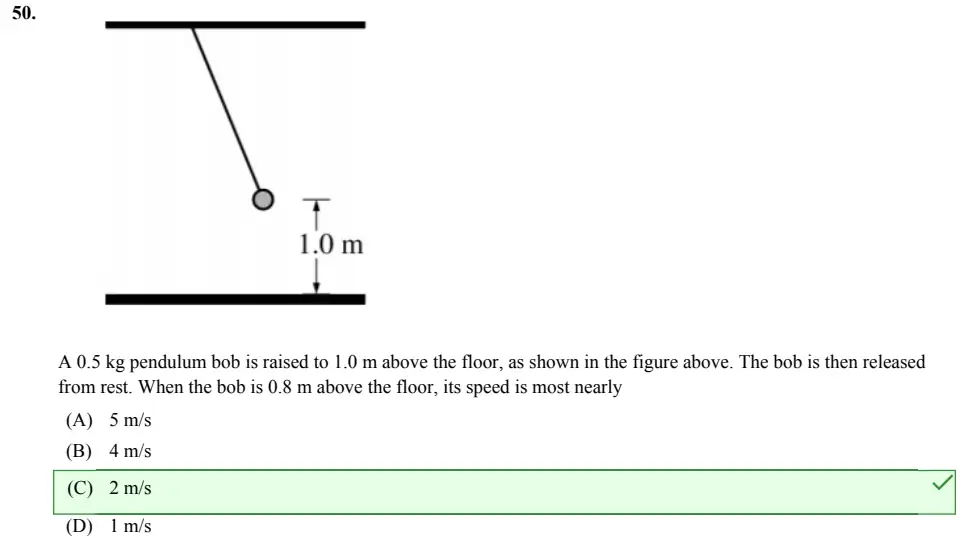 50.
1.0 m
A 0.5 kg pendulum bob is raised to 1.0 m above the floor, as shown in the figure above. The bob is then released
from rest. When the bob is 0.8 m above the floor, its speed is most nearly
(A) 5 m/s
(B) 4 m/s
(C) 2 m/s
(D) 1 m/s